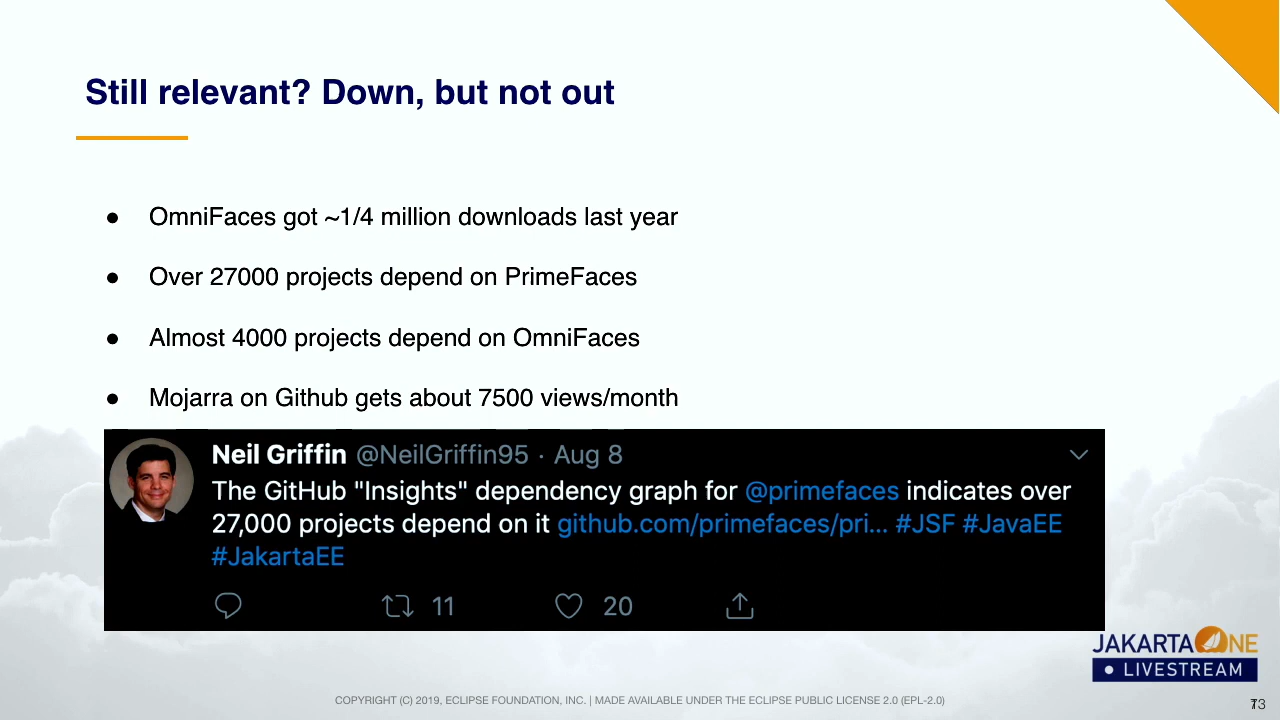 Still relevant? Down, but not out
● OmniFaces got ~1/4 million downloads last year
● Over 27000 projects depend on PrimeFaces
● Almost 4000 projects depend on OmniFaces
● Mojarra on Github gets about 7500 views/month
Neil Griffin @NeilGriffin95 · Aug 8
The GitHub "Insights" dependency graph for @primefaces indicates over
27,000 projects depend on it github.com/primefaces/pri... #JSF #JavaEE
#JakartaEE
11 20
JAKARTA ONE
● LIVESTREAM
COPYRIGHT (C) 2019, ECLIPSE FOUNDATION, INC. | MADE AVAILABLE UNDER THE ECLIPSE PUBLIC LICENSE 2.0 (EPL-2.0)